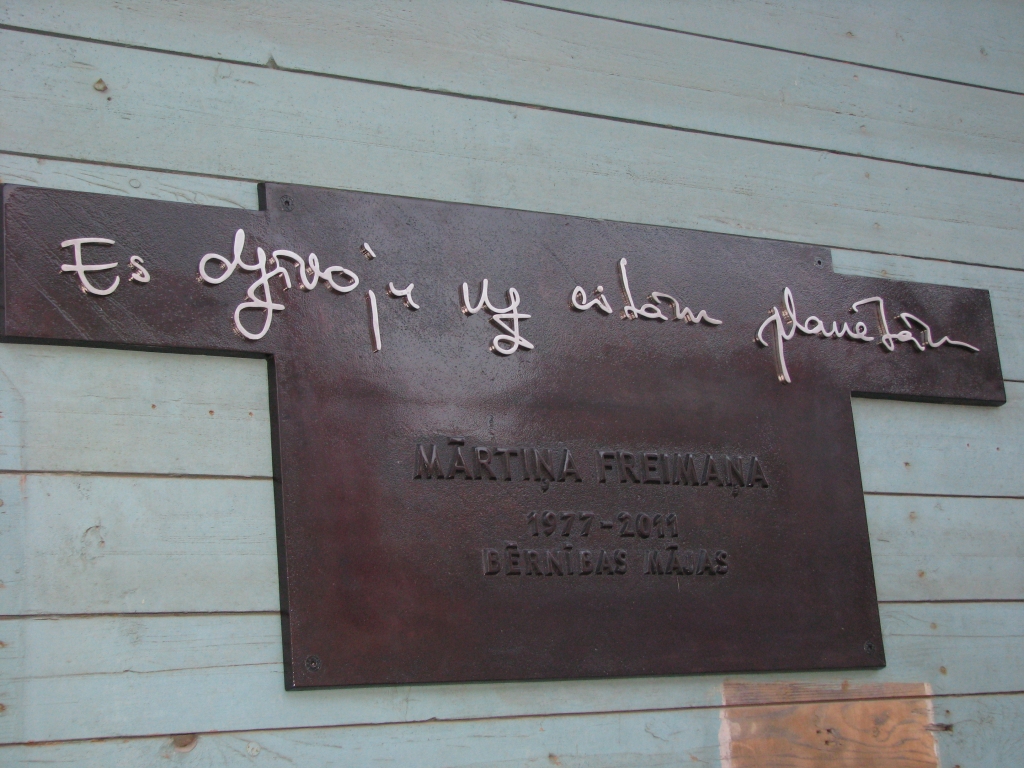 Es dzīvoju uz citām planētām
MĀRTIŅA FREIMAŅA
1977-2011
BĒRNĪBAS MĀJAS